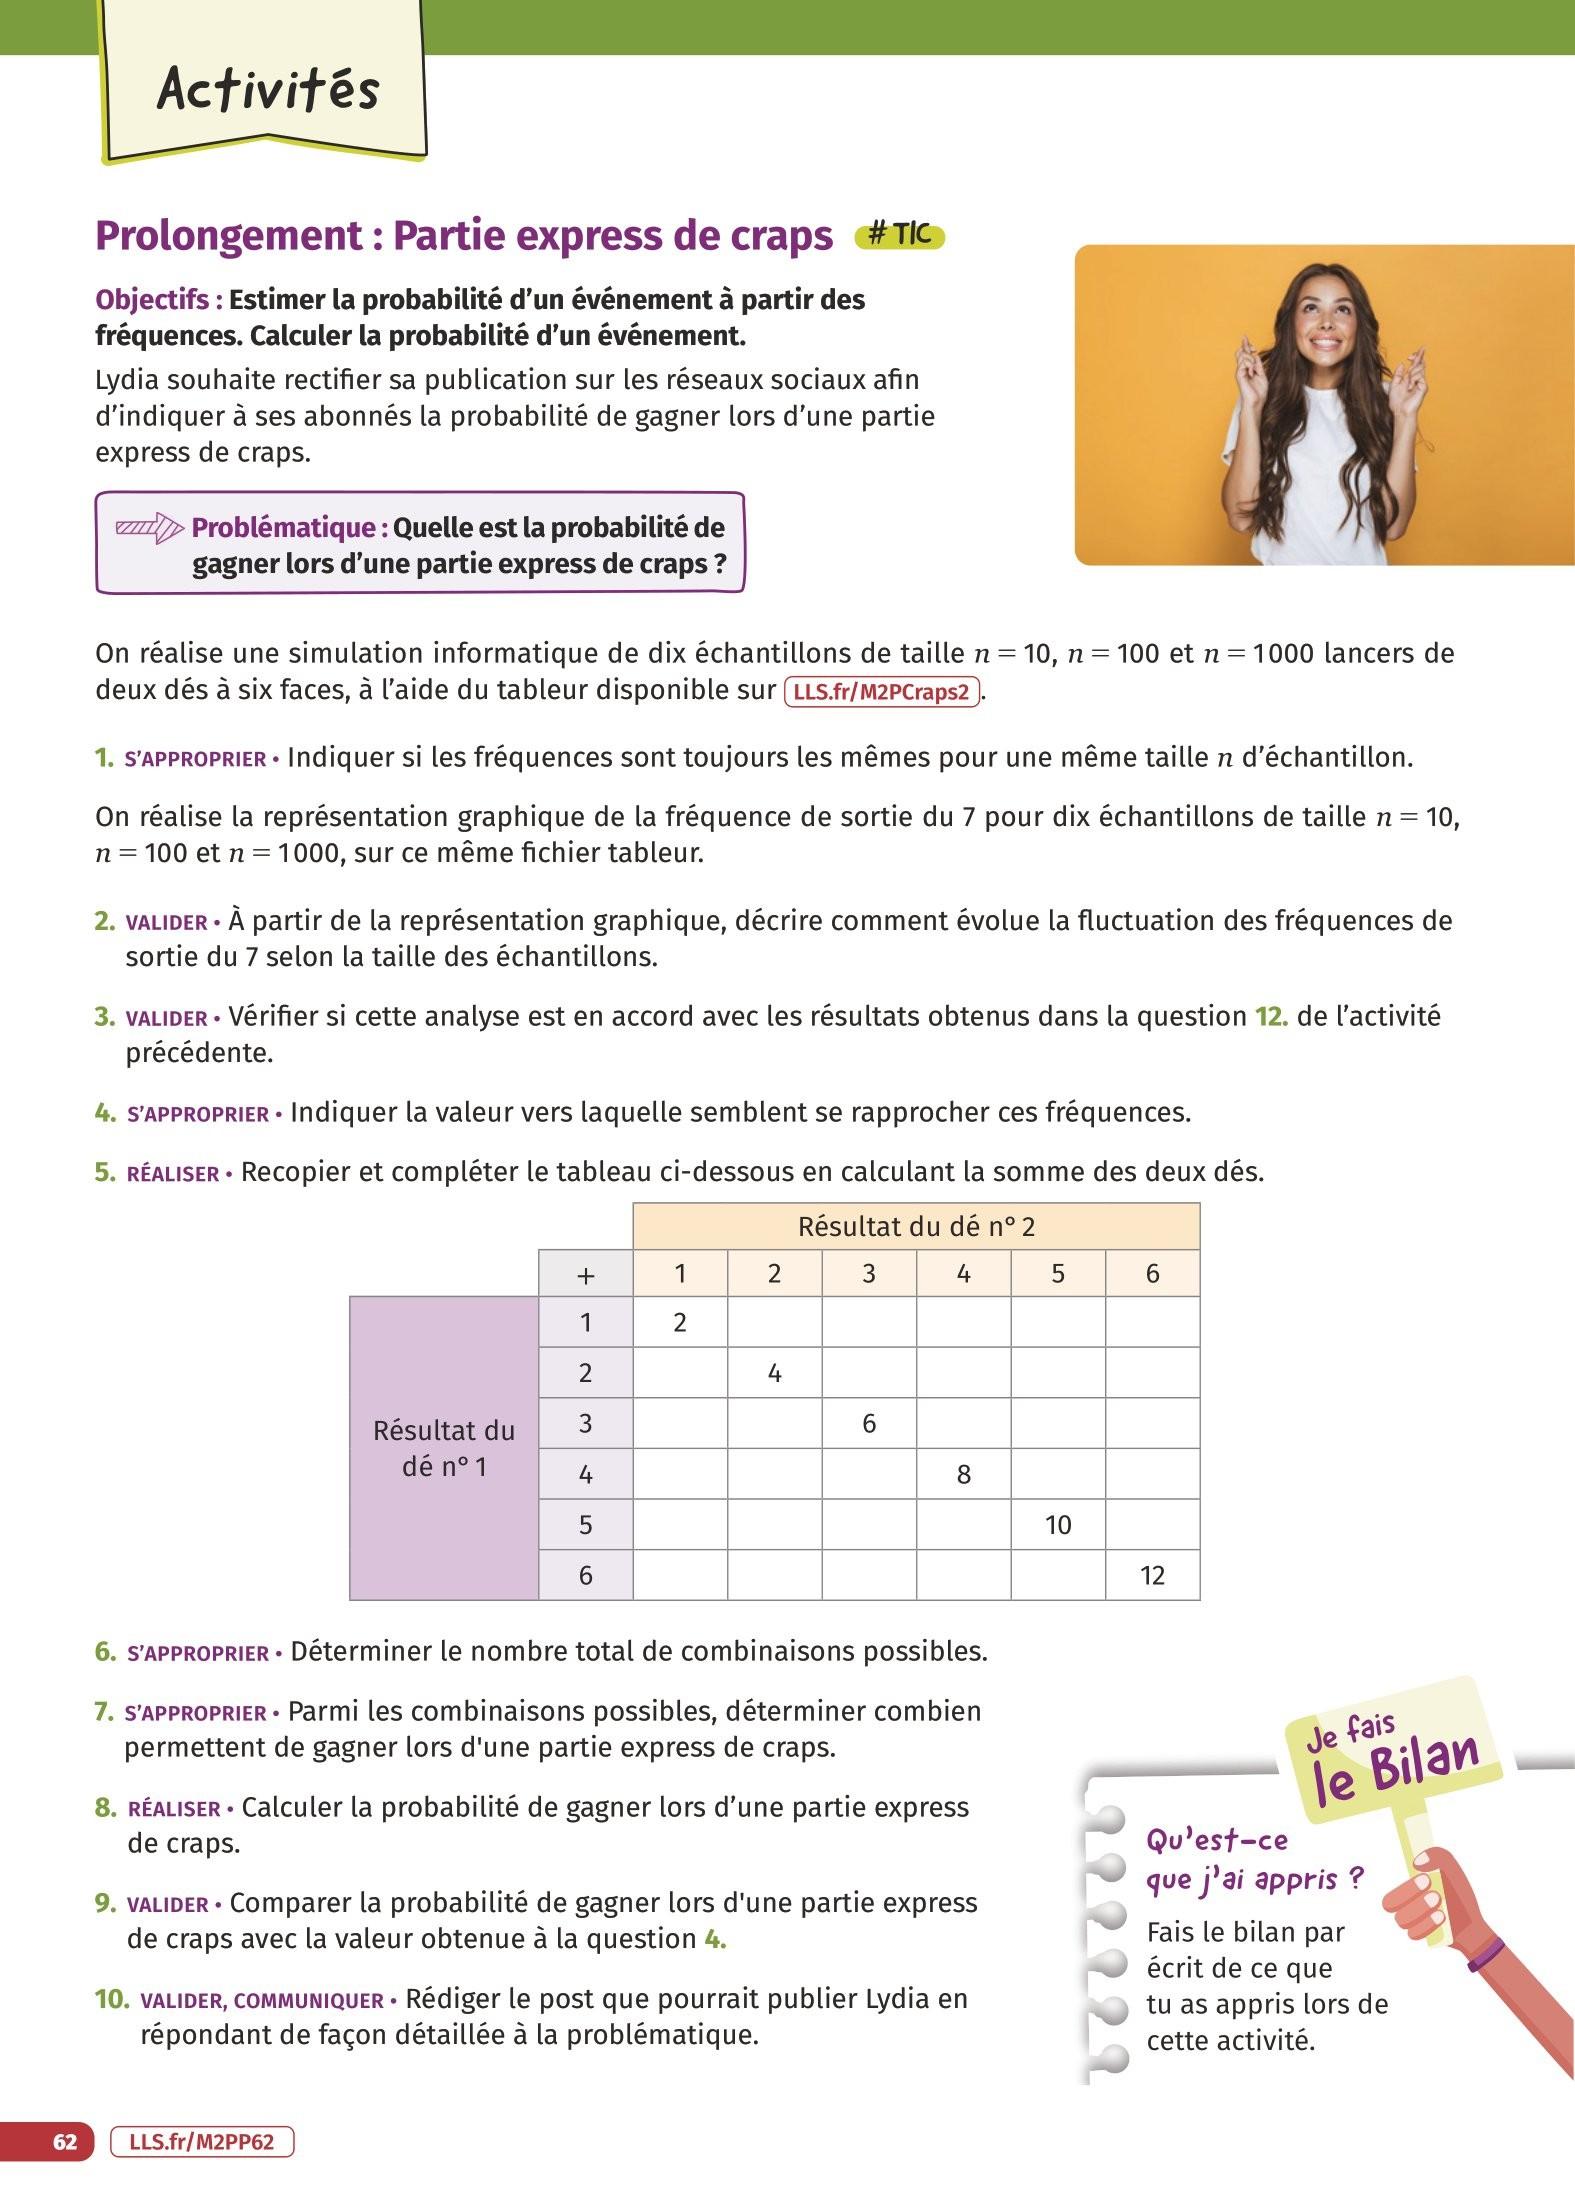 Activités
Prolongement : Partie express de craps # TIC
Objectifs : Estimer la probabilité d’un événement à partir des
fréquences. Calculer la probabilité d’un événement.
Lydia souhaite rectifier sa publication sur les réseaux sociaux afin
d’indiquer à ses abonnés la probabilité de gagner lors d’une partie
express de craps.
Problématique : Quelle est la probabilité de
gagner lors d’une partie express de craps ?
On réalise une simulation informatique de dix échantillons de taille n = 10, n = 100 et n = 1 000 lancers de
deux dés à six faces, à l’aide du tableur disponible sur LLS.fr/M2PCraps2 .
1. S’APPROPRIER • Indiquer si les fréquences sont toujours les mêmes pour une même taille n d’échantillon.
On réalise la représentation graphique de la fréquence de sortie du 7 pour dix échantillons de taille n = 10,
n = 100 et n = 1 000, sur ce même fichier tableur.
2. VALIDER • À partir de la représentation graphique, décrire comment évolue la fluctuation des fréquences de
sortie du 7 selon la taille des échantillons.
3. VALIDER • Vérifier si cette analyse est en accord avec les résultats obtenus dans la question 12. de l’activité
précédente.
4. S’APPROPRIER • Indiquer la valeur vers laquelle semblent se rapprocher ces fréquences.
5. RÉALISER • Recopier et compléter le tableau ci-dessous en calculant la somme des deux dés.
Résultat du dé n° 2
+ 1 2 3 4 5 6
1 2
2 4
3 6
Résultat du
dé n° 1
4 8
5 10
6 12
6. S’APPROPRIER • Déterminer le nombre total de combinaisons possibles.
7. S’APPROPRIER • Parmi les combinaisons possibles, déterminer combien
permettent de gagner lors d'une partie express de craps.
8. RÉALISER • Calculer la probabilité de gagner lors d’une partie express
de craps.
9. VALIDER • Comparer la probabilité de gagner lors d'une partie express
de craps avec la valeur obtenue à la question 4.
10. VALIDER, COMMUNIQUER • Rédiger le post que pourrait publier Lydia en
répondant de façon détaillée à la problématique.
Je fais
le Bilan
Qu’est-ce
que j’ai appris ?
Fais le bilan par
écrit de ce que
tu as appris lors de
cette activité.
62 LLS.fr/M2PP62